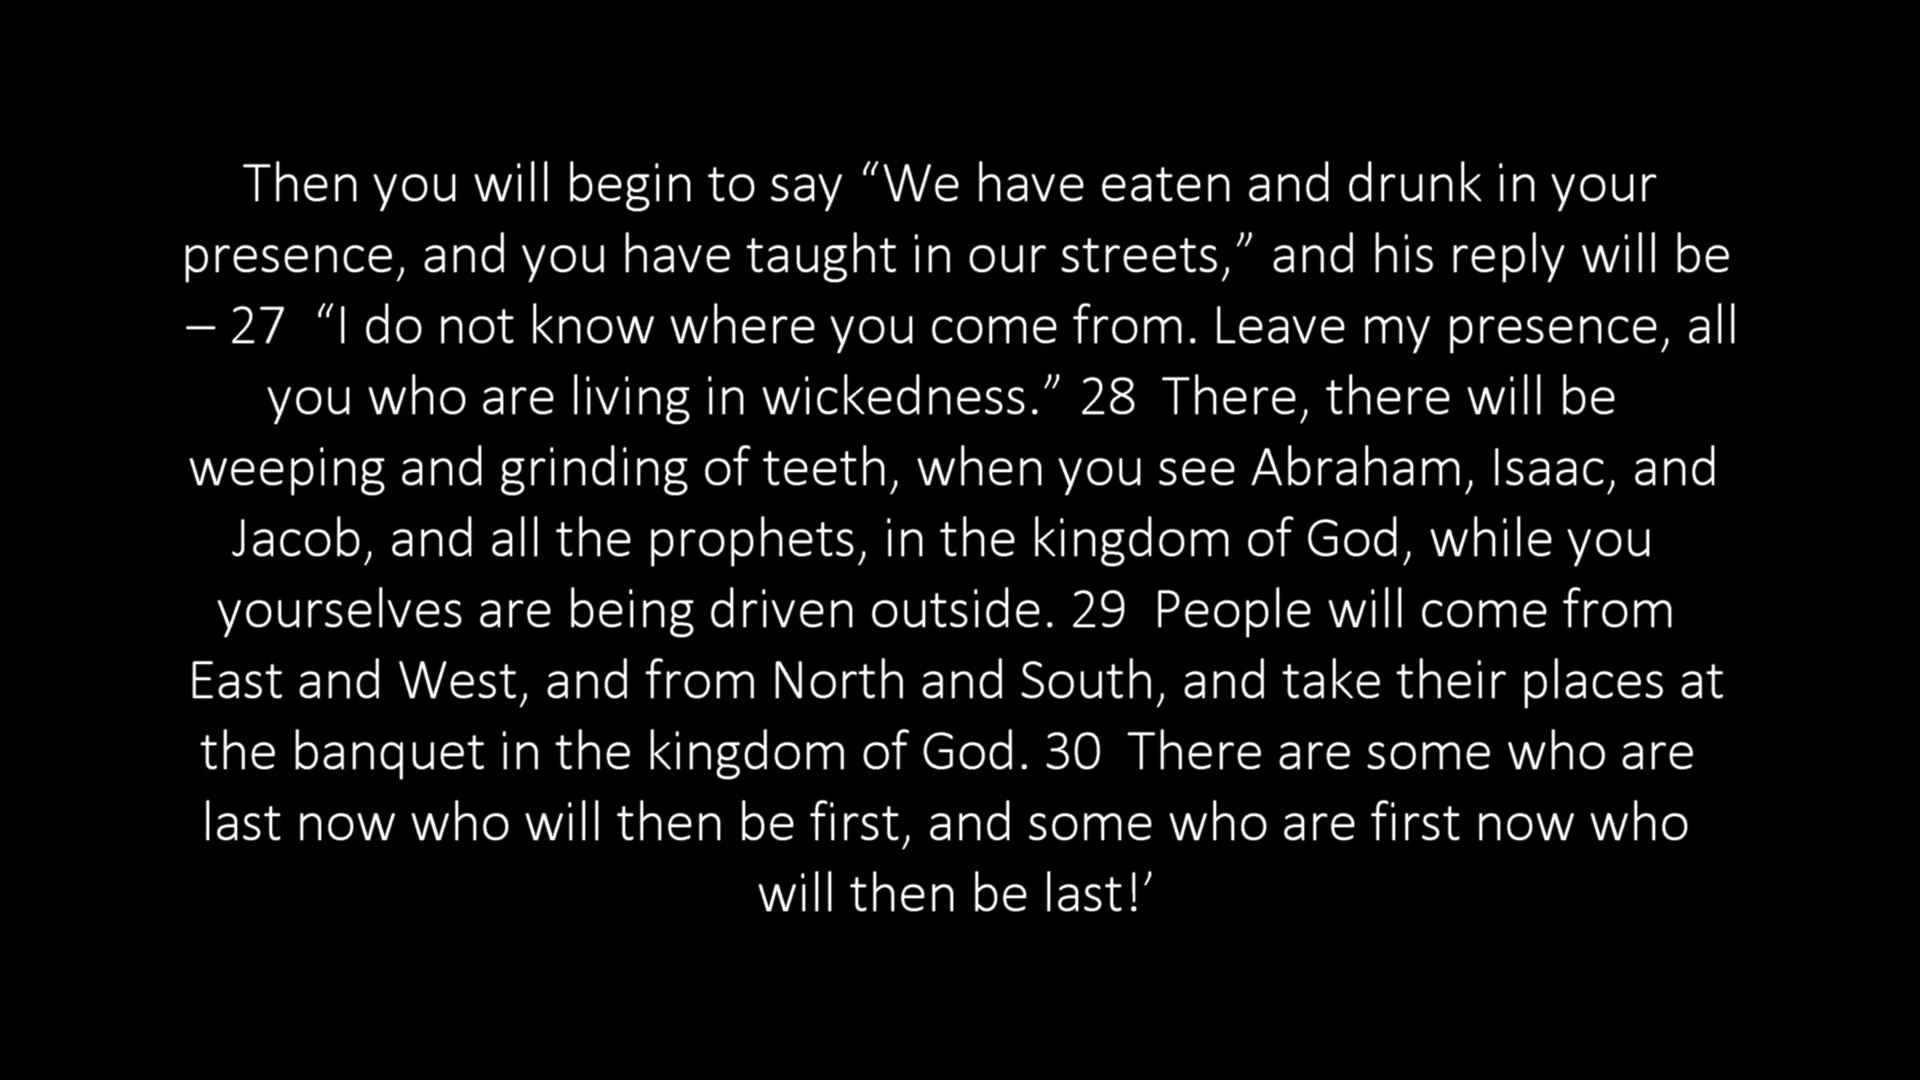 Then you will begin to say “We have eaten and drunk in your
presence, and you have taught in our streets,” and his reply will be
– 27  “I do not know where you come from. Leave my presence, all
you who are living in wickedness.” 28  There, there will be
weeping and grinding of teeth, when you see Abraham, Isaac, and
Jacob, and all the prophets, in the kingdom of God, while you
yourselves are being driven outside. 29  People will come from
East and West, and from North and South, and take their places at
the banquet in the kingdom of God. 30  There are some who are
last now who will then be first, and some who are first now who
will then be last!’